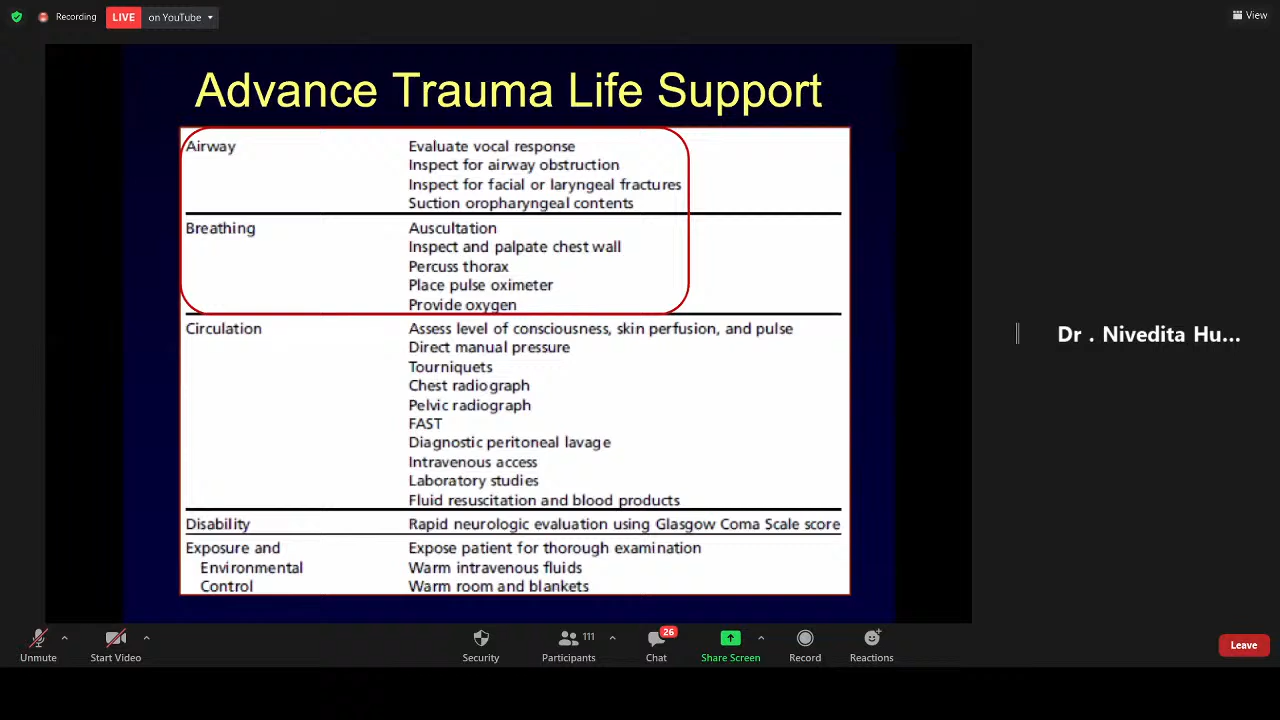 Recording
LIVE on YouTube
View
Advance Trauma Life Support
Airway Evaluate vocal response
Inspect for airway obstruction
Inspect for facial or laryngeal fractures
Suction oropharyngeal contents
Breathing Auscultation
Inspect and palpate chest wall
Percuss thorax
Place pulse oximeter
Provide oxygen
Circulation Assess level of consciousness, skin perfusion, and pulse
Direct manual pressure
Tourniquets
Chest radiograph
Pelvic radiograph
FAST
Diagnostic peritoneal lavage
Intravenous access
Laboratory studies
Fluid resuscitation and blood products
Disability Rapid neurologic evaluation using Glasgow Coma Scale score
Exposure and Expose patient for thorough examination
Environmental Warm intravenous fluids
Control Warm room and blankets
Dr . Nivedita Hu...
111
26
Unmute Start Video Security Participants Chat Share Screen Record Reactions
Leave